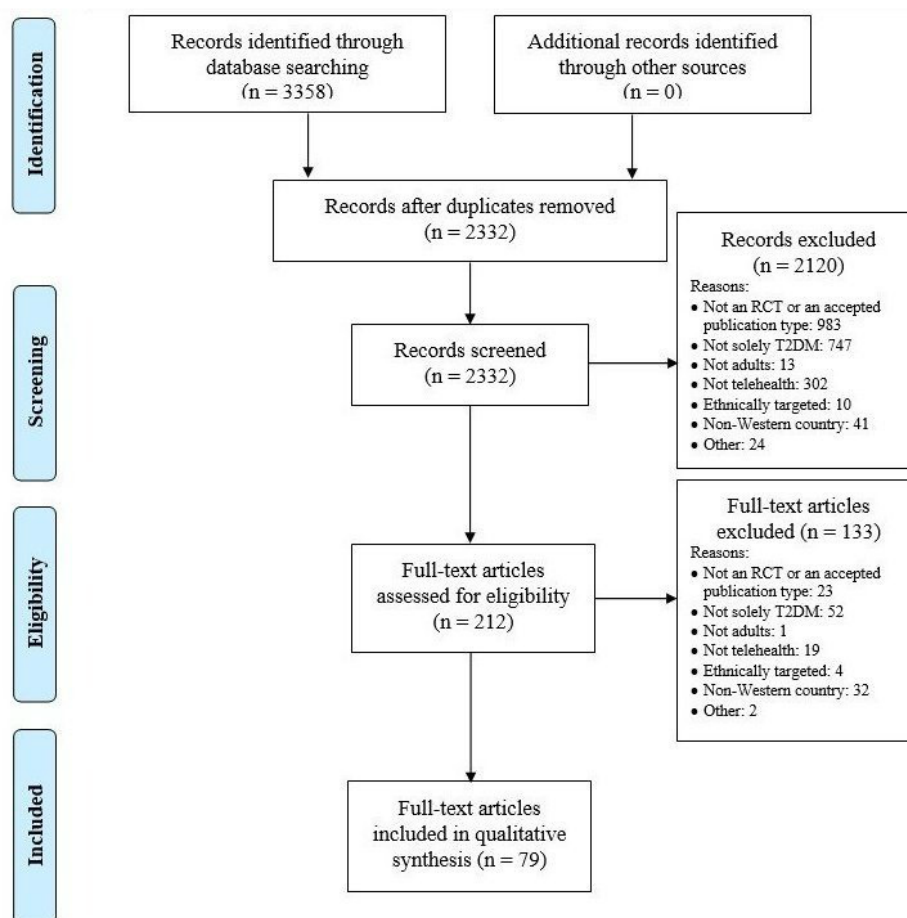 Identification
Records identified through
database searching
(n = 3358)
Additional records identified
through other sources
(n = 0)
Records after duplicates removed
(n = 2332)
Screening
Records screened
(n = 2332)
Records excluded
(n = 2120)
Reasons:
● Not an RCT or an accepted
publication type: 983
● Not solely T2DM: 747
● Not adults: 13
● Not telehealth: 302
● Ethnically targeted: 10
● Non-Western country: 41
● Other: 24
Eligibility
Full-text articles
assessed for eligibility
(n = 212)
Full-text articles
excluded (n = 133)
Reasons:
● Not an RCT or an accepted
publication type: 23
● Not solely T2DM: 52
● Not adults: 1
● Not telehealth: 19
● Ethnically targeted: 4
● Non-Western country: 32
● Other: 2
Included
Full-text articles
included in qualitative
synthesis (n = 79)